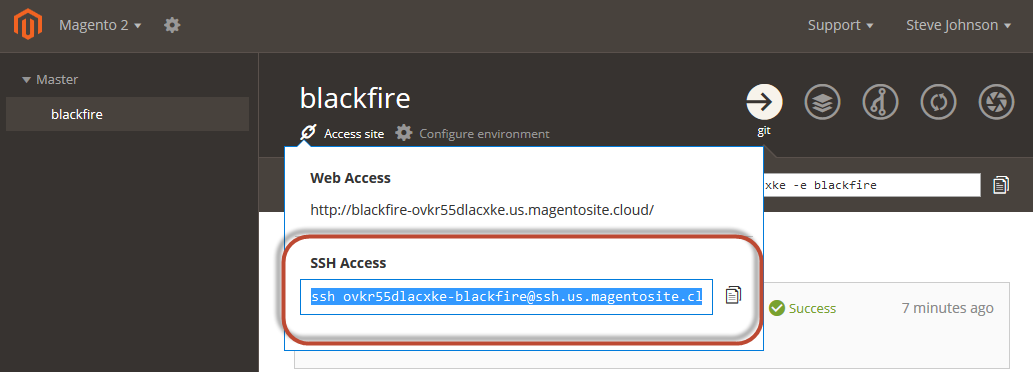 Magento 2
Support
Steve Johnson
Master
blackfire
blackfire
git
Access site
Configure environment
xke -e blackfire
Web Access
http://blackfire-ovkr55dlacxke.us.magentosite.cloud/
SSH Access
ssh ovkr55dlacxke-blackfire@ssh.us.magentosite.cl
Success
7 minutes ago